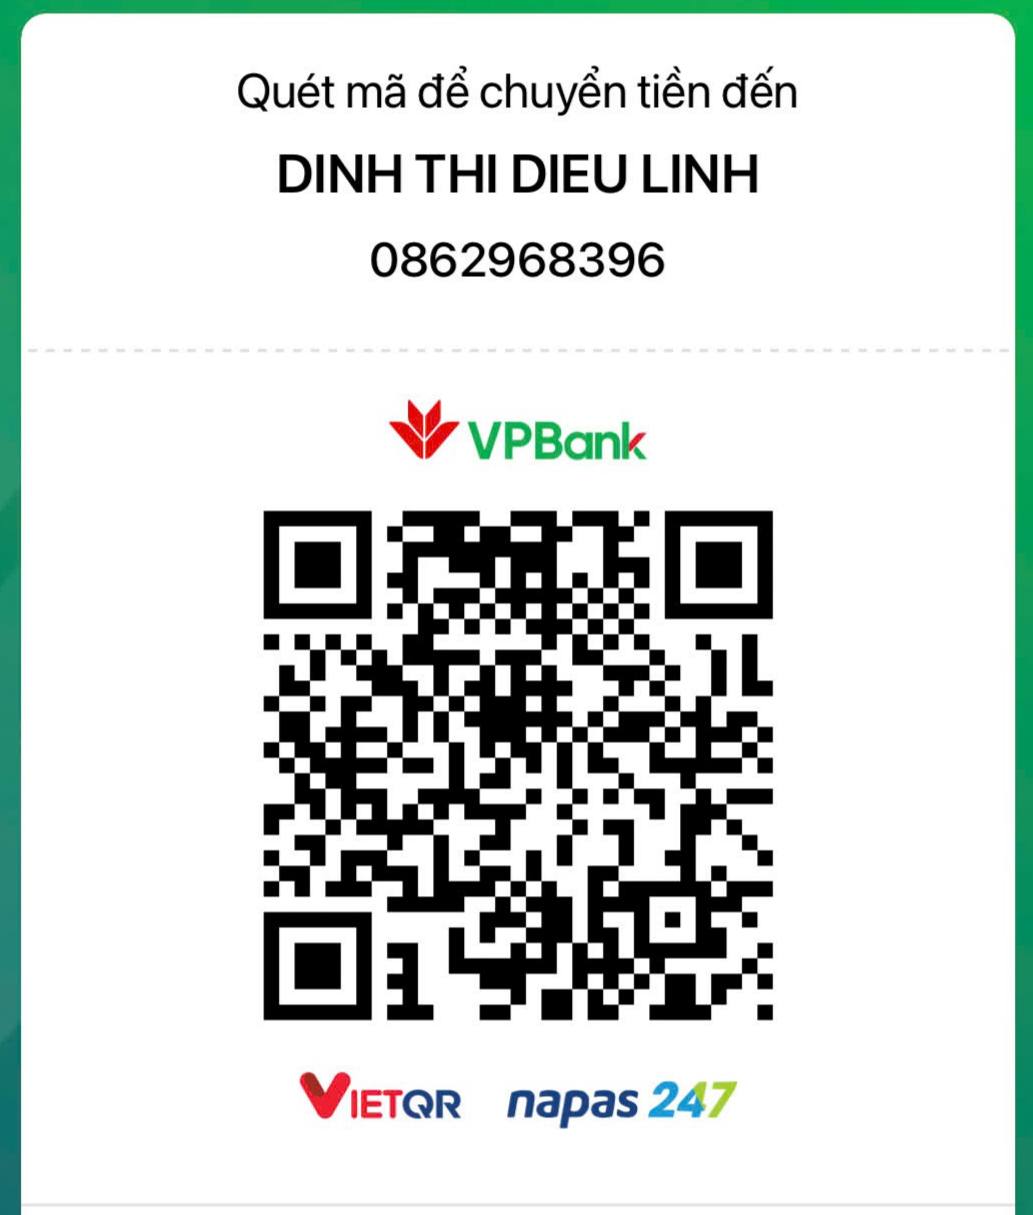 Quét mã để chuyển tiền đến
DINH THI DIEU LINH
0862968396
VPBank
VIETQR napas 247